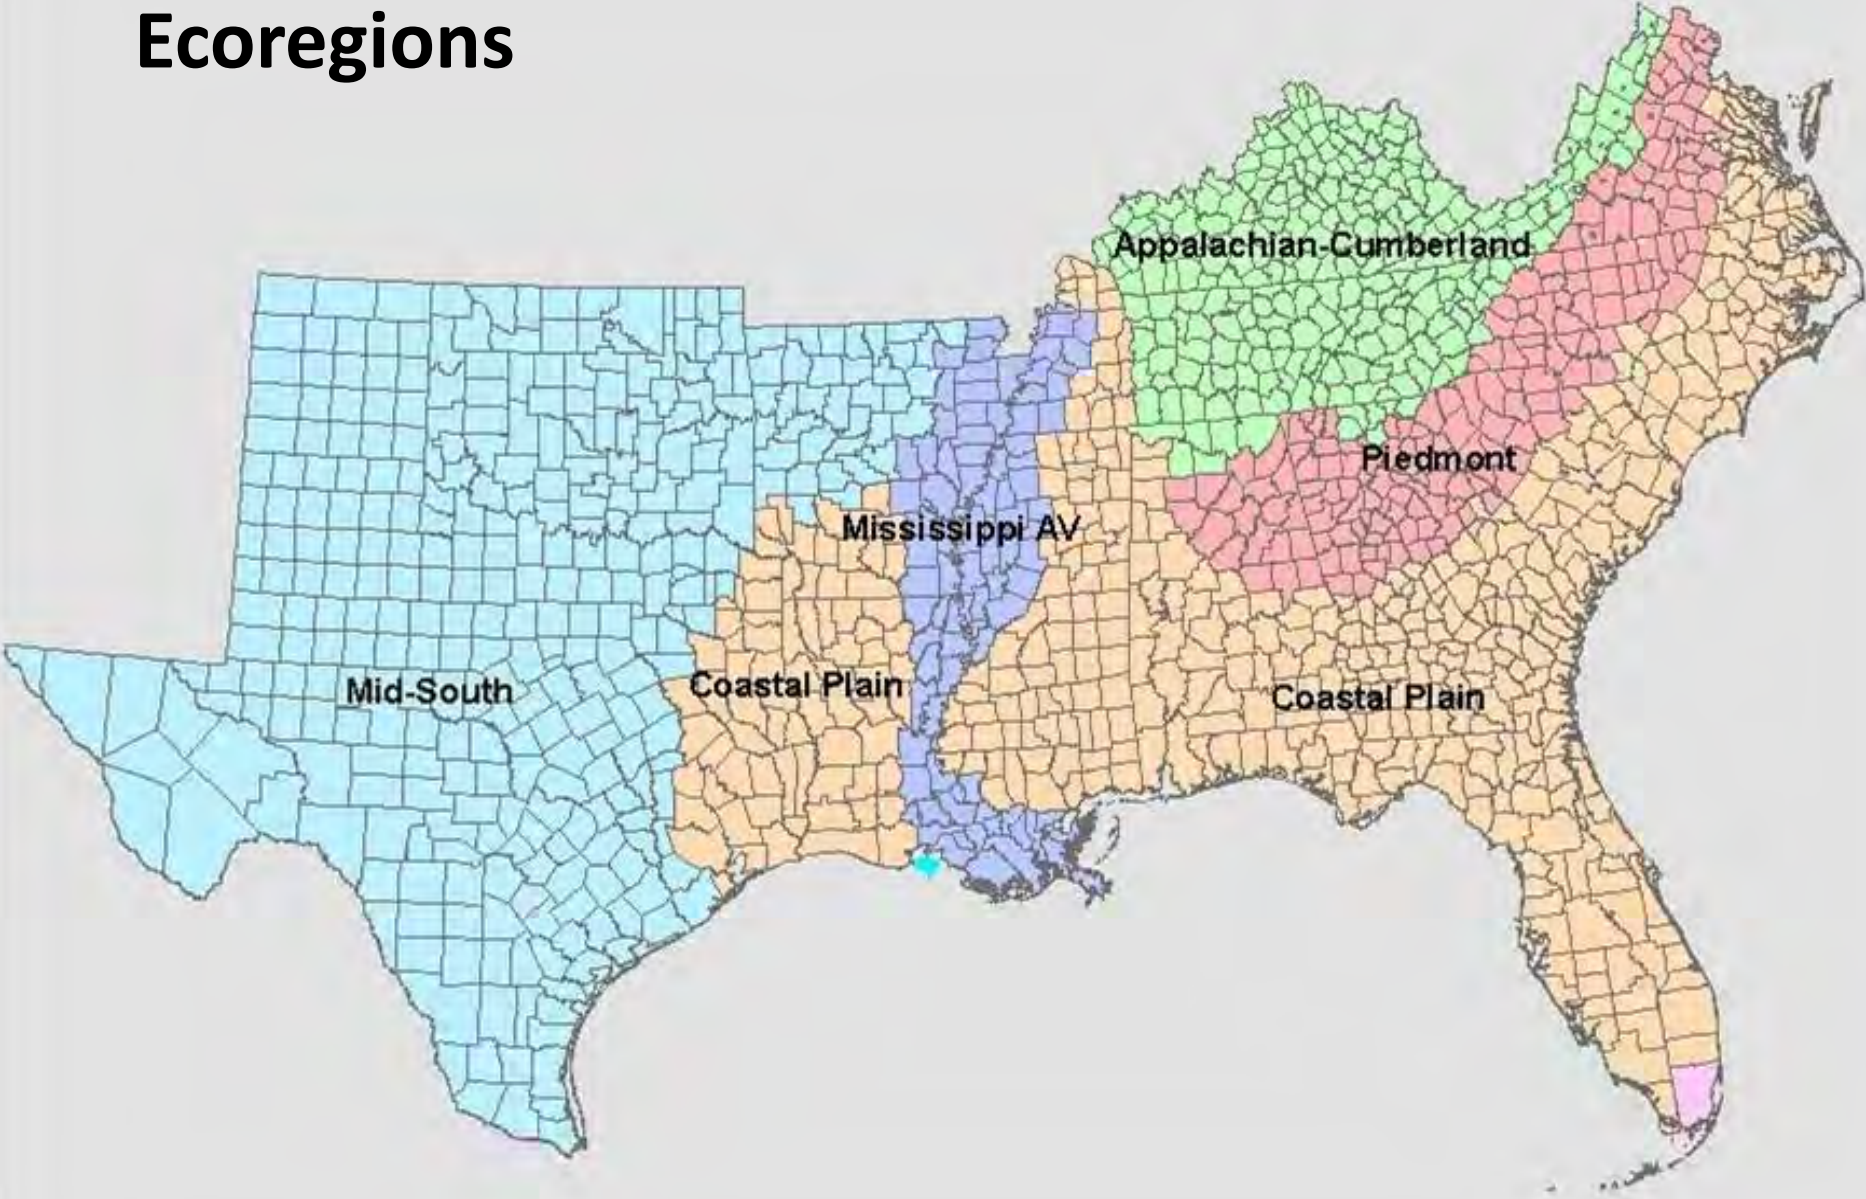 Ecoregions
Appalachian-Cumberland
Piedmont
Mississippi AV
Mid-South
Coastal Plain
Coastal Plain